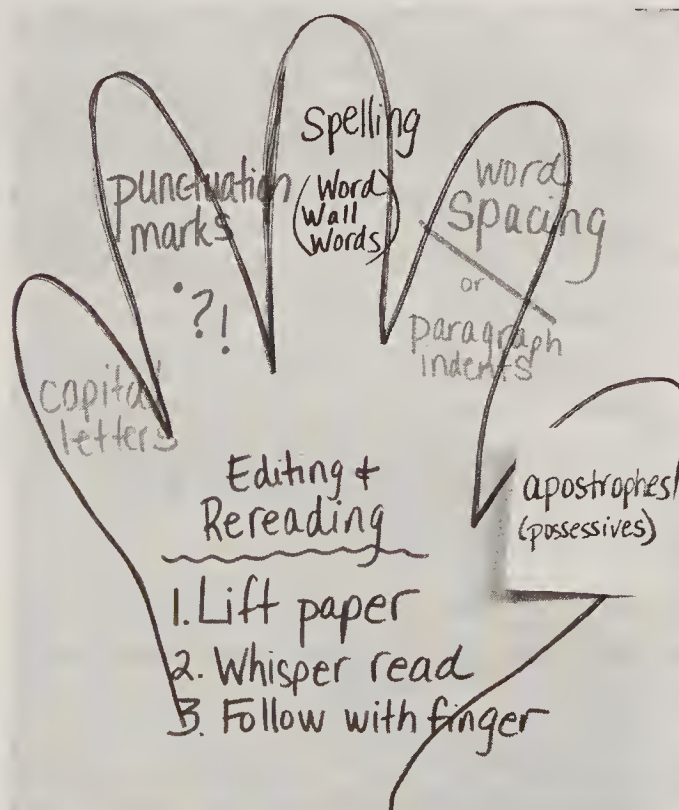 capital
letters
punctuation
marks
. ? !
Spelling
(Word
Wall
Words)
word
Spacing
or
paragraph
indents
apostrophes
(possessives)
Editing +
Rereading
1. Lift paper
2. Whisper read
3. Follow with finger